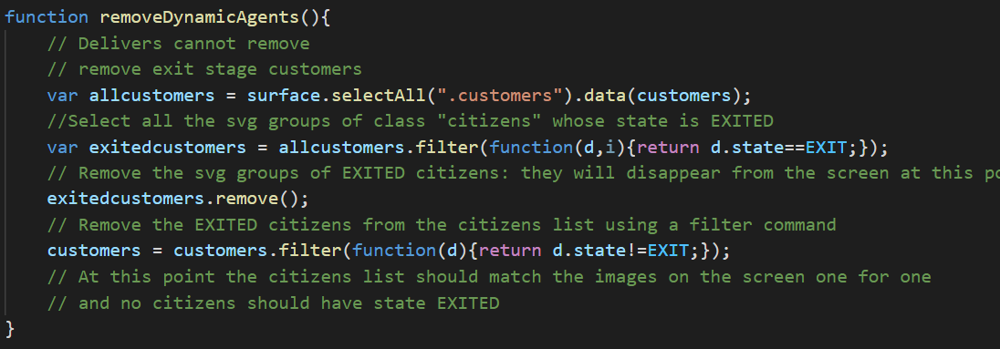 function removeDynamicAgents(){
    // Delivers cannot remove
    // remove exit stage customers
    var allcustomers = surface.selectAll(".customers").data(customers);
    //Select all the svg groups of class "citizens" whose state is EXITED
    var exitedcustomers = allcustomers.filter(function(d,i){return d.state==EXIT;});
    // Remove the svg groups of EXITED citizens: they will disappear from the screen at this po
    exitedcustomers.remove();
    // Remove the EXITED citizens from the citizens list using a filter command
    customers = customers.filter(function(d){return d.state!=EXIT;});
    // At this point the citizens list should match the images on the screen one for one
    // and no citizens should have state EXITED
}